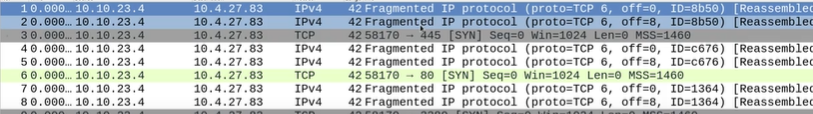 1 0.000… 10.10.23.4 10.4.27.83 IPv4 42 Fragmented IP protocol (proto=TCP 6, off=0, ID=8b50) [Reassembled
2 0.000… 10.10.23.4 10.4.27.83 IPv4 42 Fragmented IP protocol (proto=TCP 6, off=8, ID=8b50) [Reassembled
3 0.000… 10.10.23.4 10.4.27.83 TCP 42 58170 → 445 [SYN] Seq=0 Win=1024 Len=0 MSS=1460
4 0.000… 10.10.23.4 10.4.27.83 IPv4 42 Fragmented IP protocol (proto=TCP 6, off=0, ID=c676) [Reassembled
5 0.000… 10.10.23.4 10.4.27.83 IPv4 42 Fragmented IP protocol (proto=TCP 6, off=8, ID=c676) [Reassembled
6 0.000… 10.10.23.4 10.4.27.83 TCP 42 58170 → 80 [SYN] Seq=0 Win=1024 Len=0 MSS=1460
7 0.000… 10.10.23.4 10.4.27.83 IPv4 42 Fragmented IP protocol (proto=TCP 6, off=0, ID=1364) [Reassembled
8 0.000… 10.10.23.4 10.4.27.83 IPv4 42 Fragmented IP protocol (proto=TCP 6, off=8, ID=1364) [Reassembled